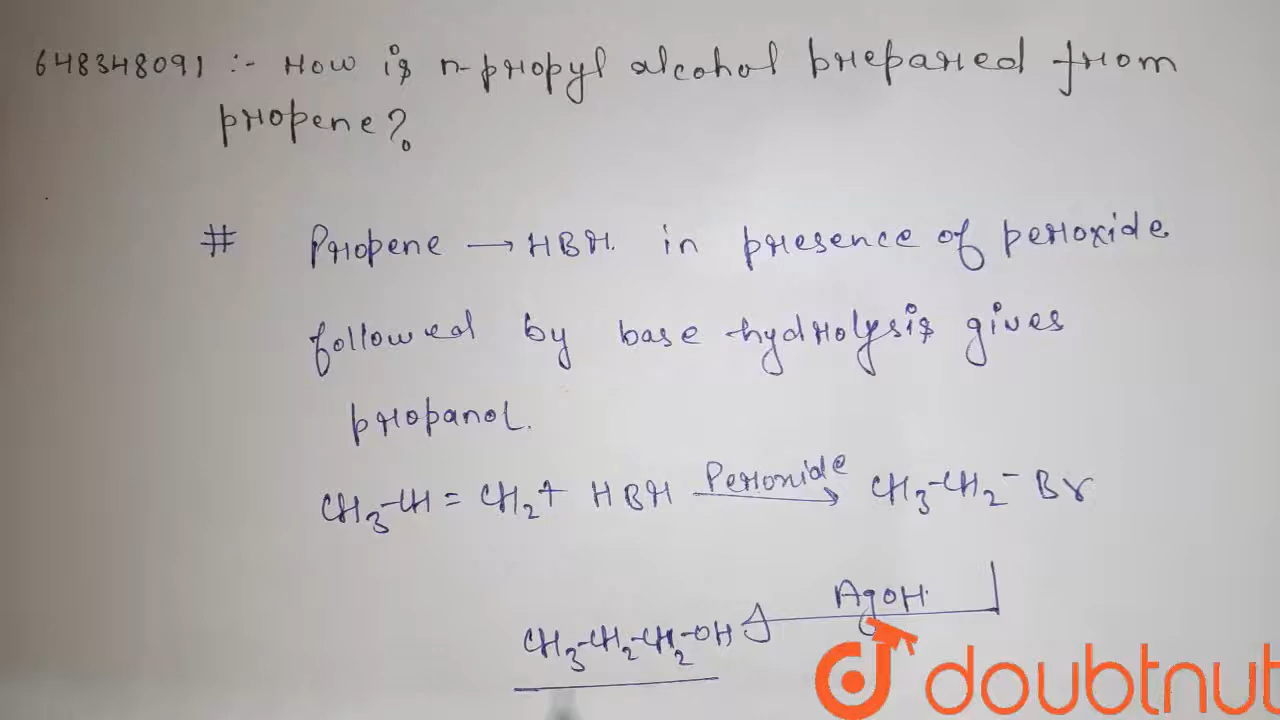 648348091 :- How is n-propyl alcohol prepared from
propene?
# Propene → HBr. in presence of peroxide
followed by base hydrolysis gives
propanol.
CH3-CH=CH2+ HBr Peroxide → CH3-CH2-Br
AgOH.
CH3-CH2-CH2-OH
doubtnut